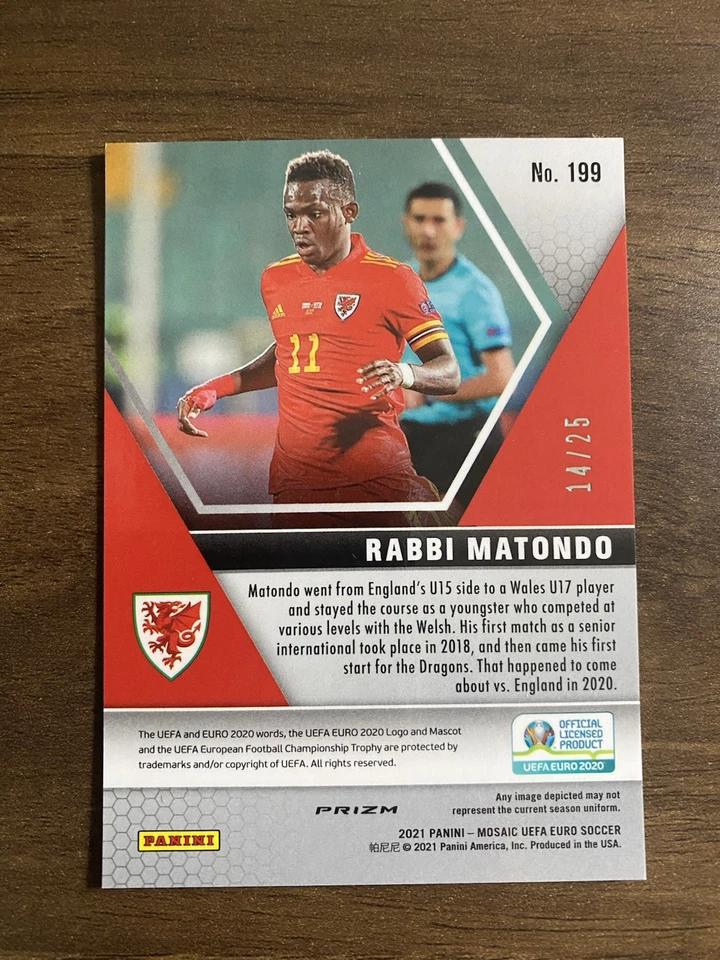 No. 199
11
14/25
RABBI MATONDO
Matondo went from England's U15 side to a Wales U17 player
and stayed the course as a youngster who competed at
various levels with the Welsh. His first match as a senior
international took place in 2018, and then came his first
start for the Dragons. That happened to come
about vs. England in 2020.
The UEFA and EURO 2020 words, the UEFA EURO 2020 Logo and Mascot
and the UEFA European Football Championship Trophy are protected by
trademarks and/or copyright of UEFA. All rights reserved.
OFFICIAL
LICENSED
PRODUCT
UEFA EURO2020
Any image depicted may not
represent the current season uniform.
PRIZM
PANINI
2021 PANINI – MOSAIC UEFA EURO SOCCER
帕尼尼 © 2021 Panini America, Inc. Produced in the USA.